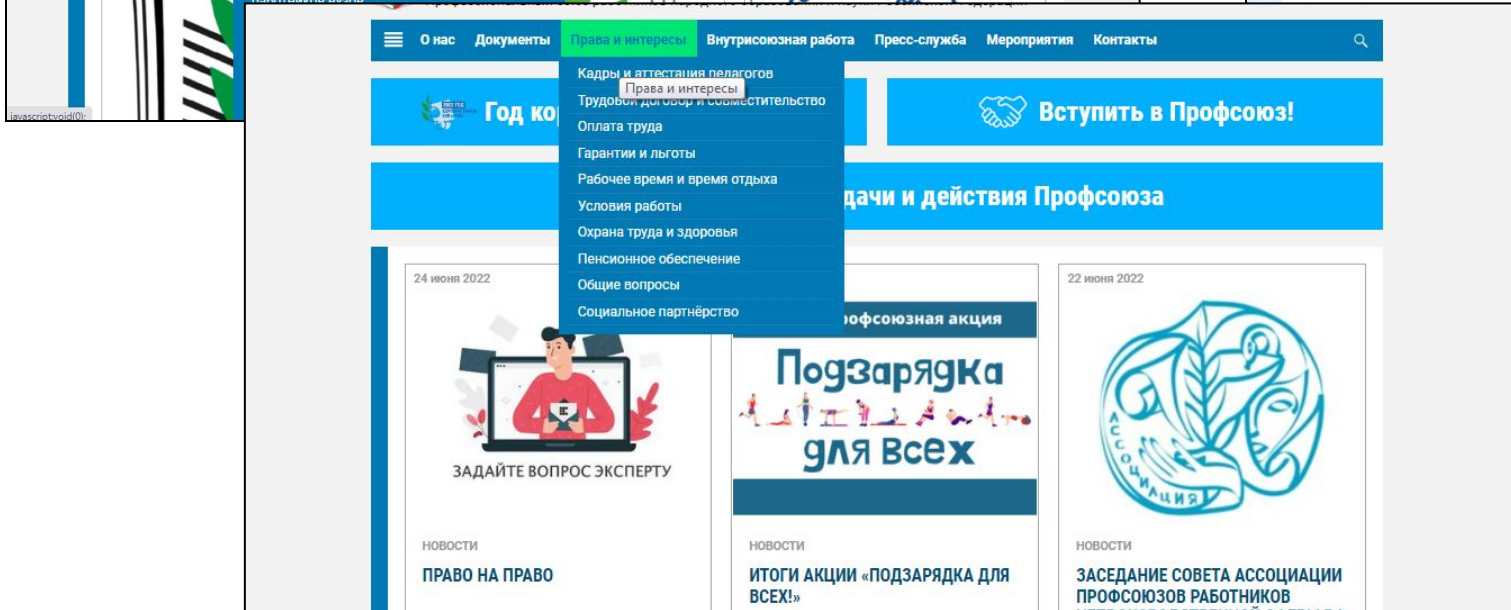 javascript:void(0);
О нас Документы Права и интересы Внутрисоюзная работа Пресс-служба Мероприятия Контакты
Кадры и аттестация педагогов
Права и интересы
Трудовой договор и совместительство
Оплата труда
Гарантии и льготы
Рабочее время и время отдыха
Условия работы
Охрана труда и здоровья
Пенсионное обеспечение
Общие вопросы
Социальное партнёрство
Год
Вступить в Профсоюз!
и действия Профсоюза
24 июня 2022
ЗАДАЙТЕ ВОПРОС ЭКСПЕРТУ
НОВОСТИ
ПРАВО НА ПРАВО
акция
Подзарядка
для всех
НОВОСТИ
ИТОГИ АКЦИИ «ПОДЗАРЯДКА ДЛЯ
ВСЕХ!»
22 июня 2022
АССОЦИАЦИЯ
НОВОСТИ
ЗАСЕДАНИЕ СОВЕТА АССОЦИАЦИИ
ПРОФСОЮЗОВ РАБОТНИКОВ